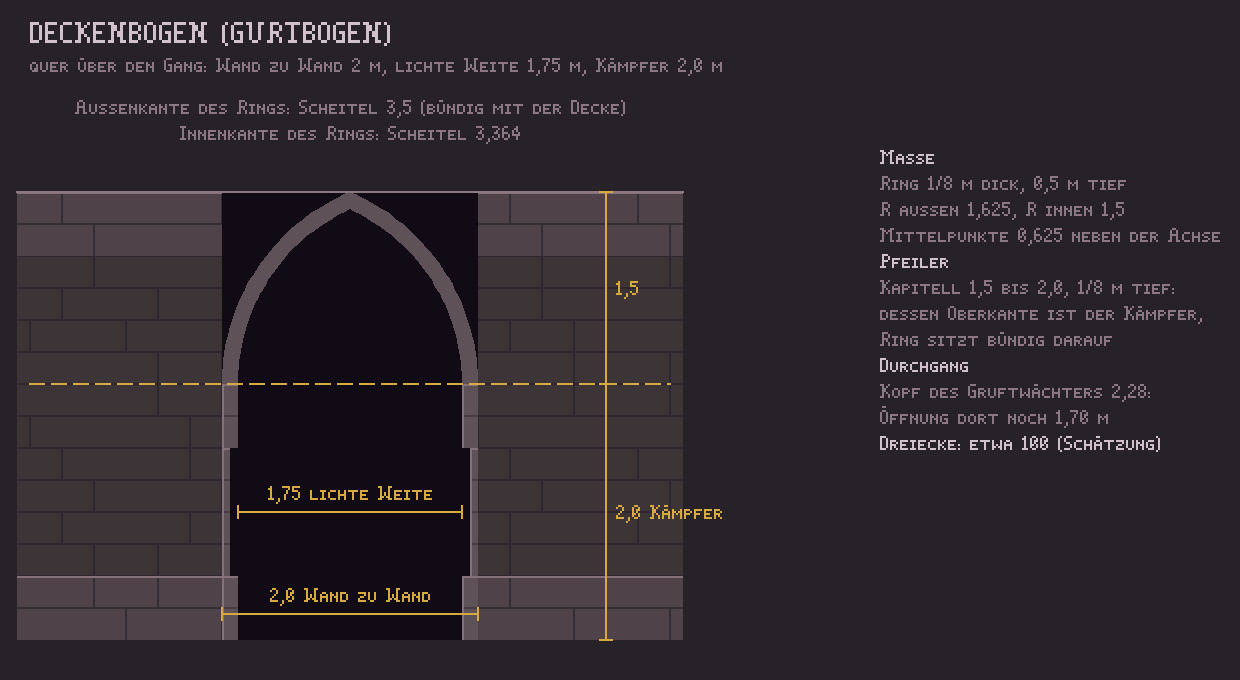 DECKENBOGEN (GURTBOGEN)
QUER ÜBER DEN GANG: WAND ZU WAND 2 M, LICHTE WEITE 1,75 M, KÄMPFER 2,0 M
AUSSENKANTE DES RINGS: SCHEITEL 3,5 (BÜNDIG MIT DER DECKE)
INNENKANTE DES RINGS: SCHEITEL 3,364
MASSE
RING 1/8 M DICK, 0,5 M TIEF
R AUSSEN 1,625, R INNEN 1,5
MITTELPUNKTE 0,625 NEBEN DER ACHSE
PFEILER
KAPITELL 1,5 BIS 2,0, 1/8 M TIEF:
DESSEN OBERKANTE IST DER KÄMPFER,
RING SITZT BÜNDIG DARAUF
DURCHGANG
KOPF DES GRUFTWÄCHTERS 2,28:
ÖFFNUNG DORT NOCH 1,70 M
DREIECKE: ETWA 100 (SCHÄTZUNG)
1,5
1,75 LICHTE WEITE
2,0 KÄMPFER
2,0 WAND ZU WAND